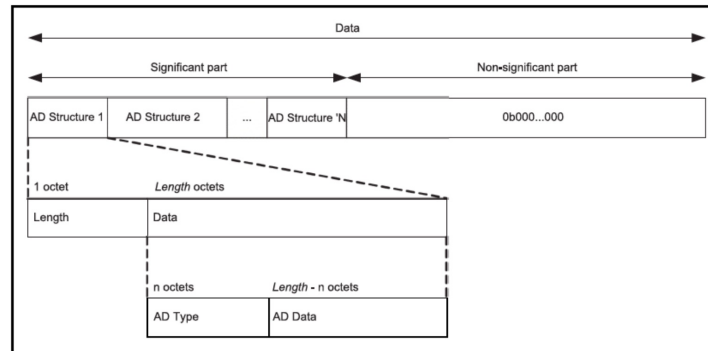 Data
Significant part Non-significant part
AD Structure 1 AD Structure 2 ... AD Structure 'N 0b000...000
1 octet Length octets
Length Data
n octets Length - n octets
AD Type AD Data